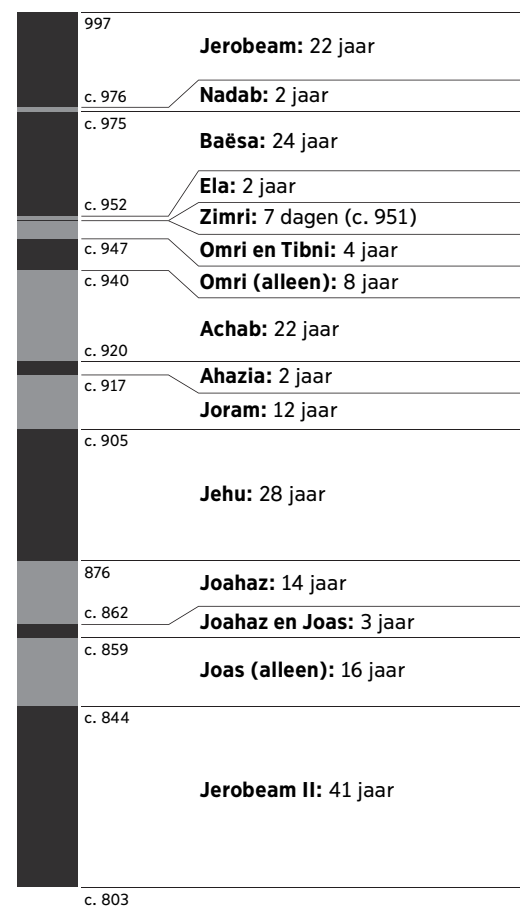 997
Jerobeam: 22 jaar
c. 976
Nadab: 2 jaar
c. 975
Baësa: 24 jaar
Ela: 2 jaar
c. 952
Zimri: 7 dagen (c. 951)
c. 947
Omri en Tibni: 4 jaar
c. 940
Omri (alleen): 8 jaar
Achab: 22 jaar
c. 920
Ahazia: 2 jaar
c. 917
Joram: 12 jaar
c. 905
Jehu: 28 jaar
876
Joahaz: 14 jaar
c. 862
Joahaz en Joas: 3 jaar
c. 859
Joas (alleen): 16 jaar
c. 844
Jerobeam II: 41 jaar
c. 803